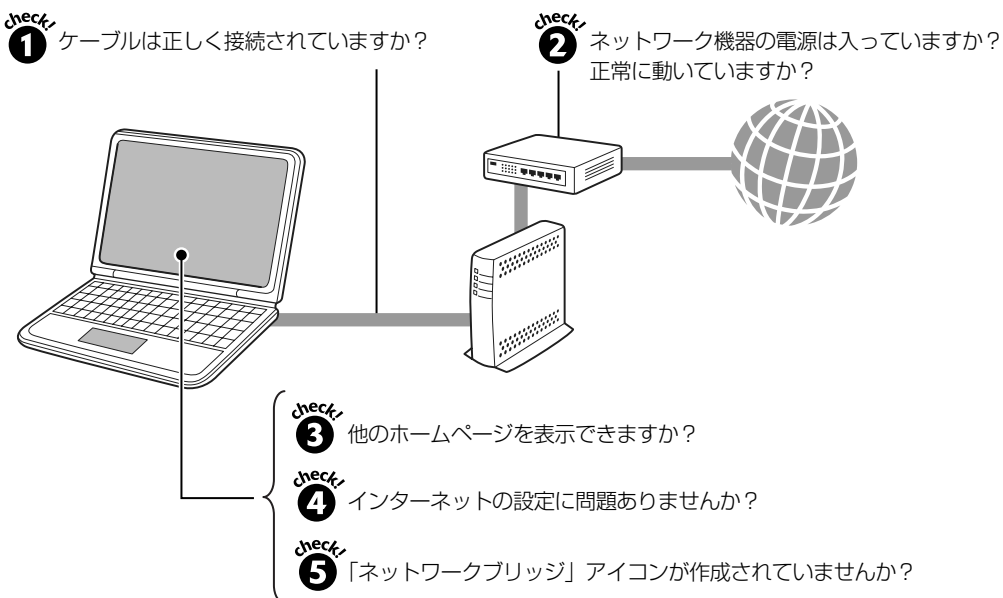 check!
1 ケーブルは正しく接続されていますか?
check!
2 ネットワーク機器の電源は入っていますか?
正常に動いていますか?
check!
3 他のホームページを表示できますか?
check!
4 インターネットの設定に問題ありませんか?
check!
5 「ネットワークブリッジ」アイコンが作成されていませんか?